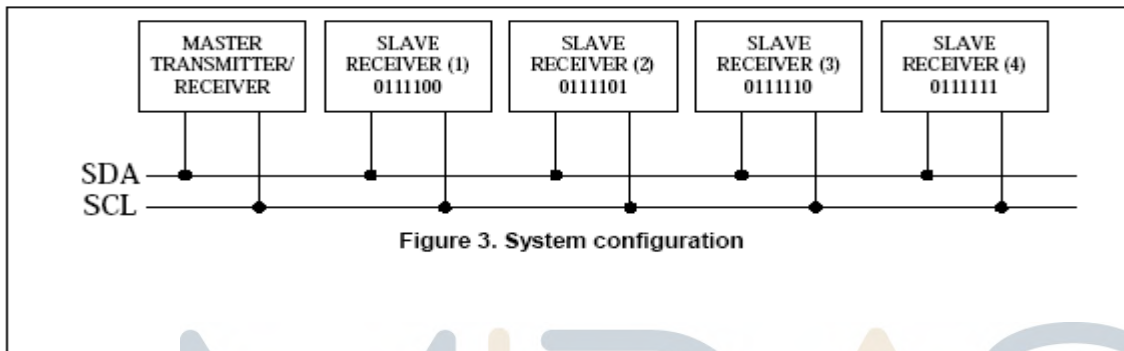 MASTER
TRANSMITTER/
RECEIVER
SLAVE
RECEIVER (1)
0111100
SLAVE
RECEIVER (2)
0111101
SLAVE
RECEIVER (3)
0111110
SLAVE
RECEIVER (4)
0111111
SDA
SCL
Figure 3. System configuration